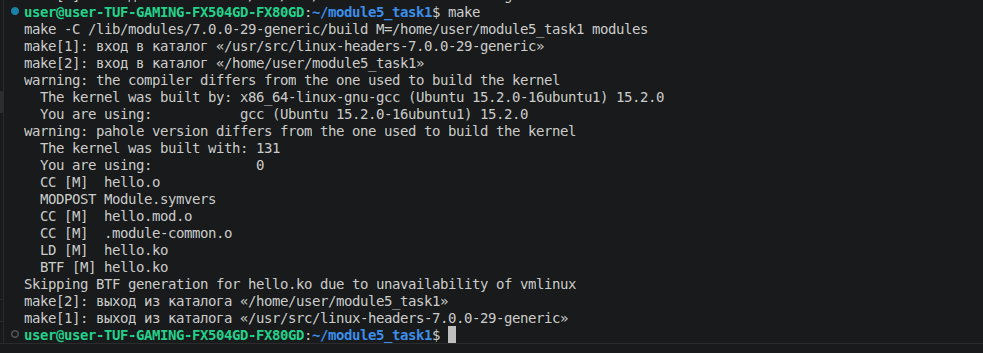 user@user-TUF-GAMING-FX504GD-FX80GD:~/module5_task1$ make
make -C /lib/modules/7.0.0-29-generic/build M=/home/user/module5_task1 modules
make[1]: вход в каталог «/usr/src/linux-headers-7.0.0-29-generic»
make[2]: вход в каталог «/home/user/module5_task1»
warning: the compiler differs from the one used to build the kernel
  The kernel was built by: x86_64-linux-gnu-gcc (Ubuntu 15.2.0-16ubuntu1) 15.2.0
  You are using:           gcc (Ubuntu 15.2.0-16ubuntu1) 15.2.0
warning: pahole version differs from the one used to build the kernel
  The kernel was built with: 131
  You are using:             0
  CC [M]  hello.o
  MODPOST Module.symvers
  CC [M]  hello.mod.o
  CC [M]  .module-common.o
  LD [M]  hello.ko
  BTF [M] hello.ko
Skipping BTF generation for hello.ko due to unavailability of vmlinux
make[2]: выход из каталога «/home/user/module5_task1»
make[1]: выход из каталога «/usr/src/linux-headers-7.0.0-29-generic»
user@user-TUF-GAMING-FX504GD-FX80GD:~/module5_task1$